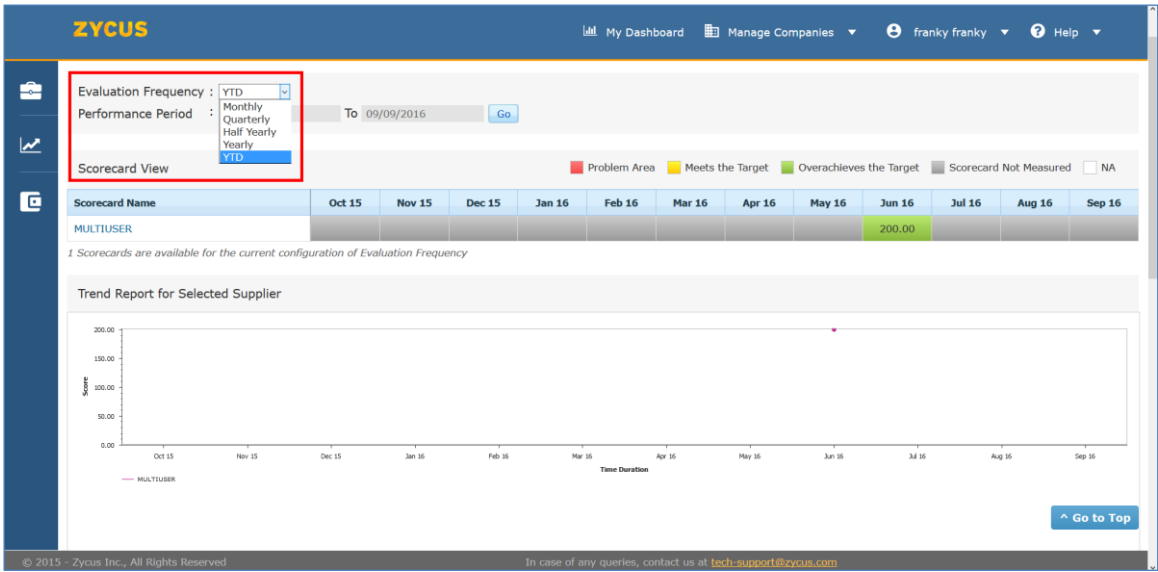 ZYCUS
My Dashboard Manage Companies franky franky Help
Evaluation Frequency : YTD
Performance Period : To 09/09/2016 Go
Monthly
Quarterly
Half Yearly
Yearly
YTD
Scorecard View Problem Area Meets the Target Overachieves the Target Scorecard Not Measured NA
Scorecard Name Oct 15 Nov 15 Dec 15 Jan 16 Feb 16 Mar 16 Apr 16 May 16 Jun 16 Jul 16 Aug 16 Sep 16
MULTIUSER 200.00
1 Scorecards are available for the current configuration of Evaluation Frequency
Trend Report for Selected Supplier
200.00
150.00
100.00
50.00
0.00
Score
Oct 15 Nov 15 Dec 15 Jan 16 Feb 16 Mar 16 Apr 16 May 16 Jun 16 Jul 16 Aug 16 Sep 16
Time Duration
MULTIUSER
^ Go to Top
© 2015 - Zycus Inc., All Rights Reserved In case of any queries, contact us at tech-support@zycus.com